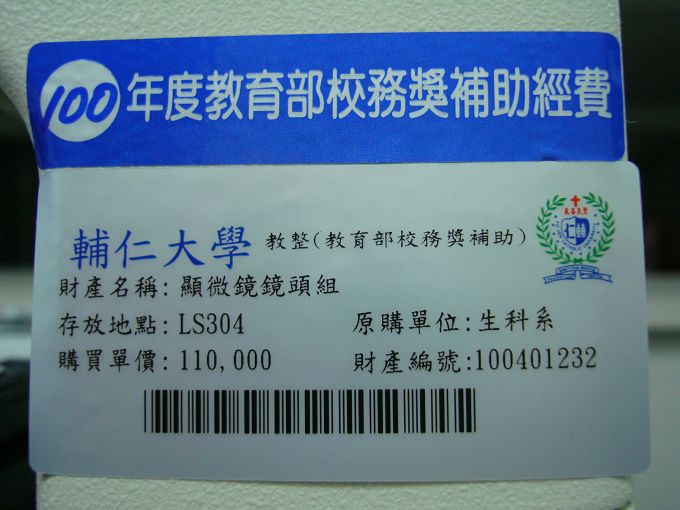 100年度教育部校務獎補助經費
輔仁大學 教整(教育部校務獎補助)
財產名稱: 顯微鏡鏡頭組
存放地點: LS304 原購單位:生科系
購買單價: 110,000 財產編號:100401232